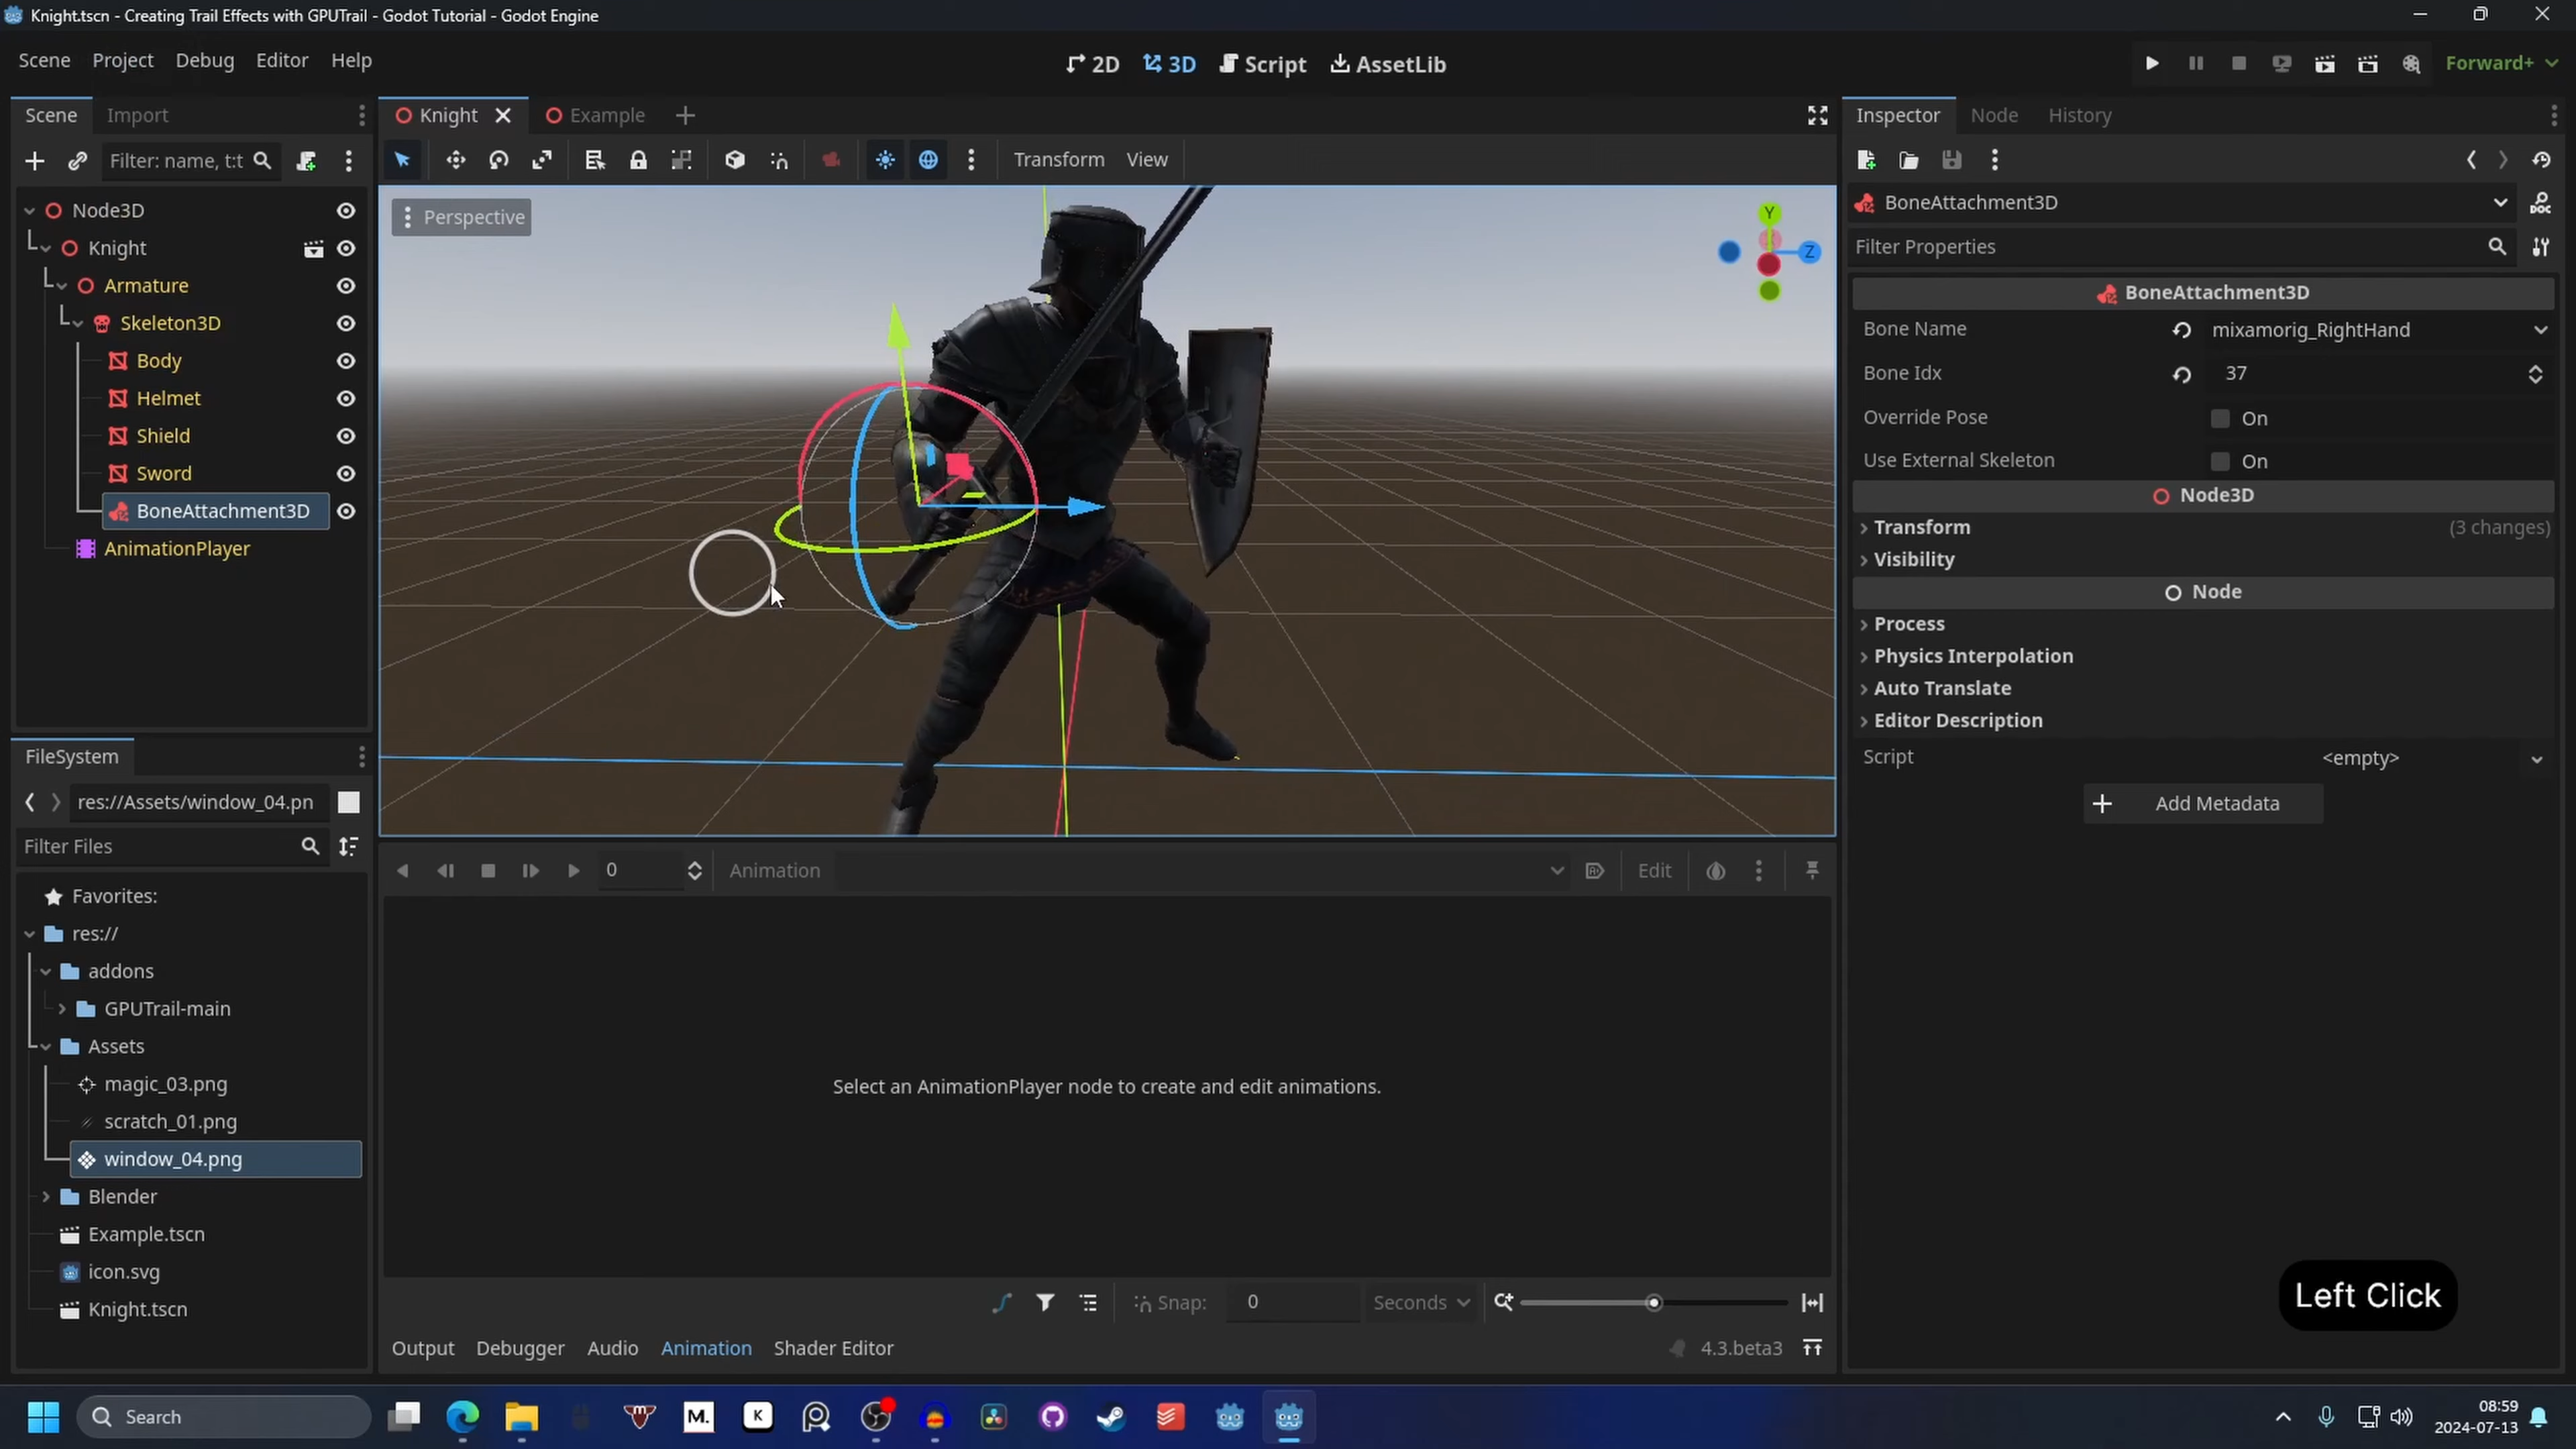 Knight.tscn - Creating Trail Effects with GPUTrail - Godot Tutorial - Godot Engine
Scene Project Debug Editor Help
2D 3D Script AssetLib
Forward+
Scene Import
Filter: name, t:t
Node3D
Knight
Armature
Skeleton3D
Body
Helmet
Shield
Sword
BoneAttachment3D
AnimationPlayer
FileSystem
res://Assets/window_04.pn
Filter Files
Favorites:
res://
addons
GPUTrail-main
Assets
magic_03.png
scratch_01.png
window_04.png
Blender
Example.tscn
icon.svg
Knight.tscn
Knight Example
Transform View
Perspective
Y
Z
0 Animation Edit
Select an AnimationPlayer node to create and edit animations.
Snap: 0 Seconds
Output Debugger Audio Animation Shader Editor 4.3.beta3
Inspector Node History
BoneAttachment3D
DOC
Filter Properties
BoneAttachment3D
Bone Name mixamorig_RightHand
Bone Idx 37
Override Pose On
Use External Skeleton On
Node3D
Transform (3 changes)
Visibility
Node
Process
Physics Interpolation
Auto Translate
Editor Description
Script <empty>
Add Metadata
Left Click
Search
M.
K
08:59
2024-07-13